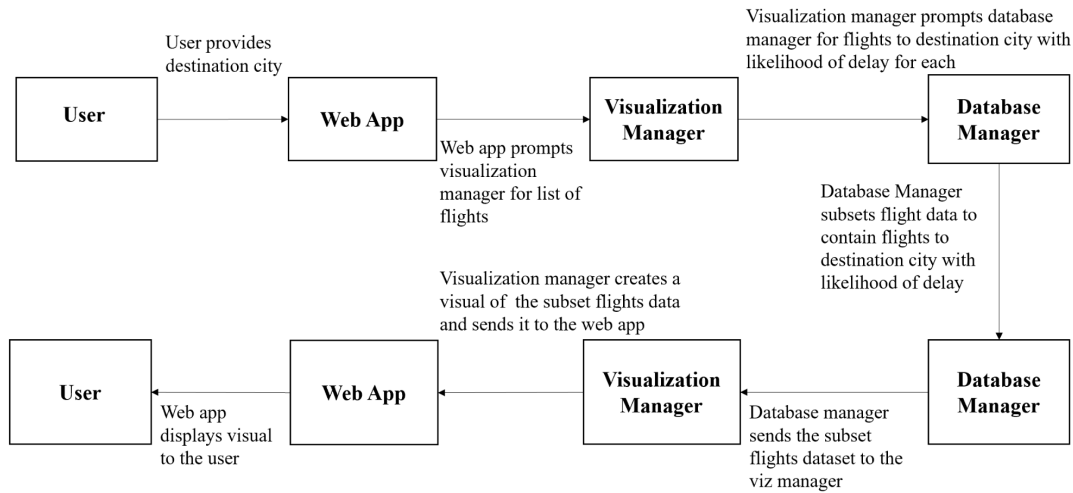 Visualization manager prompts database
manager for flights to destination city with
likelihood of delay for each
User provides
destination city
User
Web App
Visualization
Manager
Database
Manager
Web app prompts
visualization
manager for list of
flights
Database Manager
subsets flight data to
contain flights to
destination city with
likelihood of delay
Visualization manager creates a
visual of the subset flights data
and sends it to the web app
User
Web App
Visualization
Manager
Database
Manager
Web app
displays visual
to the user
Database manager
sends the subset
flights dataset to the
viz manager